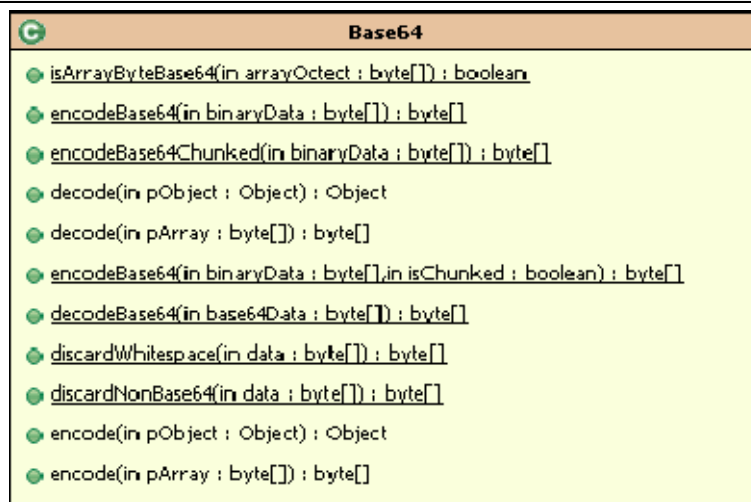 C Base64
isArrayByteBase64(in arrayOctect : byte[]) : boolean
encodeBase64(in binaryData : byte[]) : byte[]
encodeBase64Chunked(in binaryData : byte[]) : byte[]
decode(in pObject : Object) : Object
decode(in pArray : byte[]) : byte[]
encodeBase64(in binaryData : byte[],in isChunked : boolean) : byte[]
decodeBase64(in base64Data : byte[]) : byte[]
discardWhitespace(in data : byte[]) : byte[]
discardNonBase64(in data : byte[]) : byte[]
encode(in pObject : Object) : Object
encode(in pArray : byte[]) : byte[]